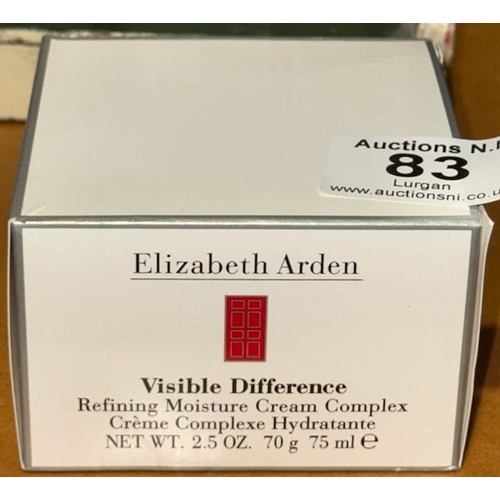 Auctions N.I
83
Lurgan
www.auctionsni.co.u
Elizabeth Arden
Visible Difference
Refining Moisture Cream Complex
Crème Complexe Hydratante
NET WT. 2.5 OZ. 70 g 75 ml ℮